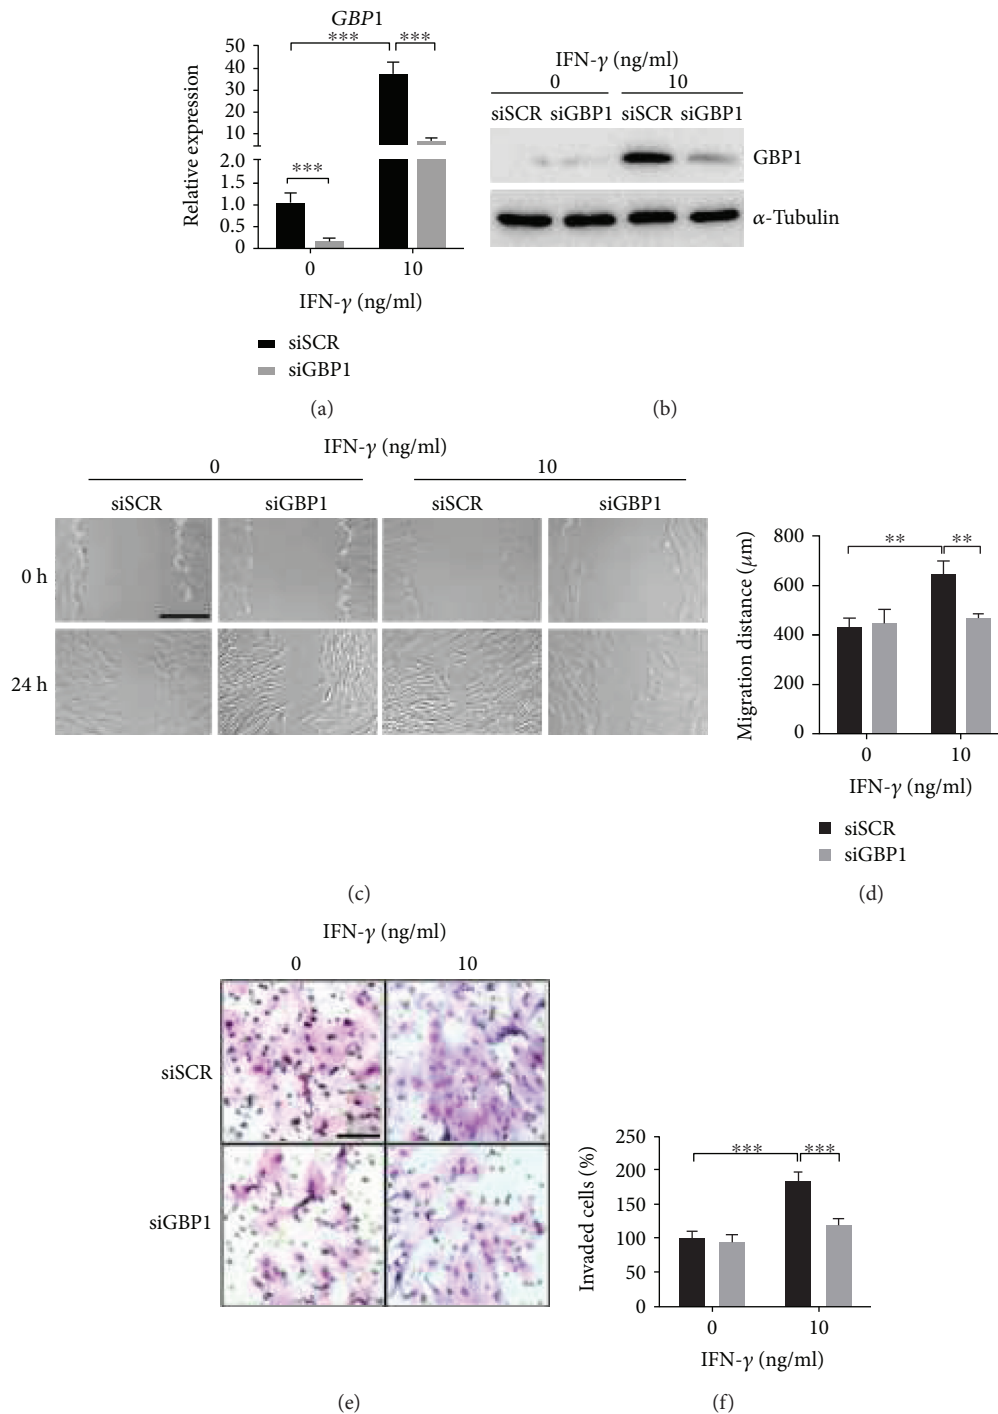 GBP1
***
***
50
40
30
20
10
2.0
1.5
1.0
0.5
0
***
Relative expression
0
10
IFN-γ (ng/ml)
siSCR
siGBP1
(a)
IFN-γ (ng/ml)
0
10
siSCR siGBP1 siSCR siGBP1
GBP1
α-Tubulin
(b)
IFN-γ (ng/ml)
0
10
siSCR
siGBP1
siSCR
siGBP1
0 h
24 h
(c)
800
600
400
200
0
**
**
Migration distance (μm)
0
10
IFN-γ (ng/ml)
siSCR
siGBP1
(d)
IFN-γ (ng/ml)
0
10
siSCR
siGBP1
(e)
250
200
150
100
50
0
***
***
Invaded cells (%)
0
10
IFN-γ (ng/ml)
(f)